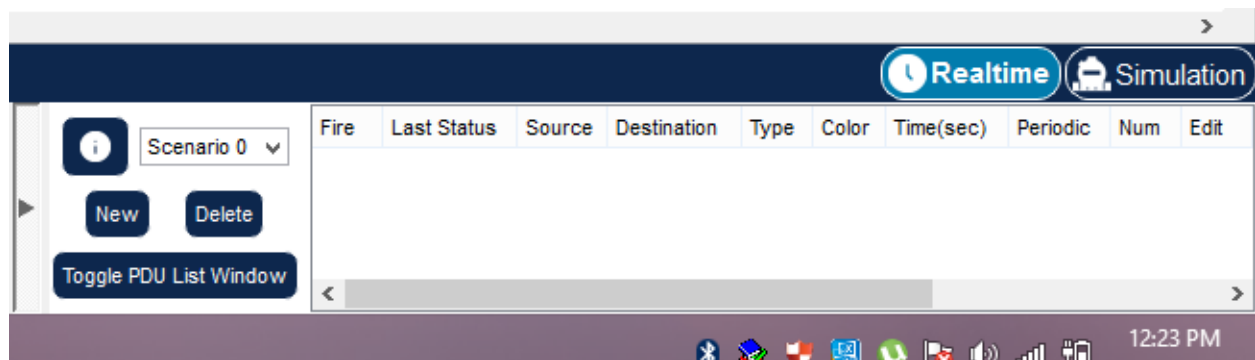 Realtime Simulation
Fire Last Status Source Destination Type Color Time(sec) Periodic Num Edit
Scenario 0
New Delete
Toggle PDU List Window
12:23 PM